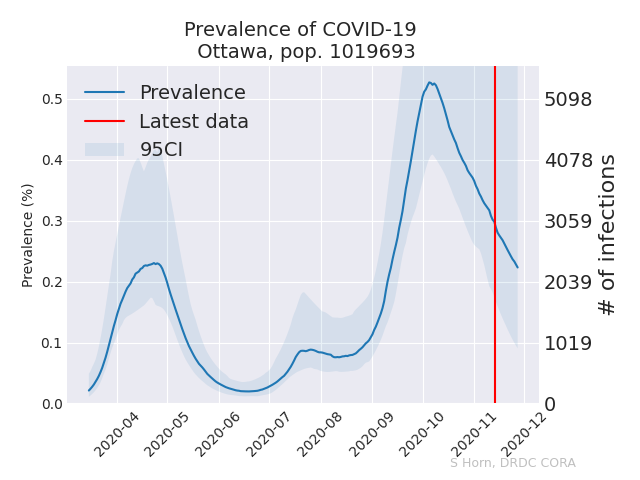 Prevalence of COVID-19
Ottawa, pop. 1019693
Prevalence
Latest data
95CI
Prevalence (%)
0.5
0.4
0.3
0.2
0.1
0.0
5098
4078
3059
2039
1019
0
# of infections
2020-04
2020-05
2020-06
2020-07
2020-08
2020-09
2020-10
2020-11
2020-12
S Horn, DRDC CORA